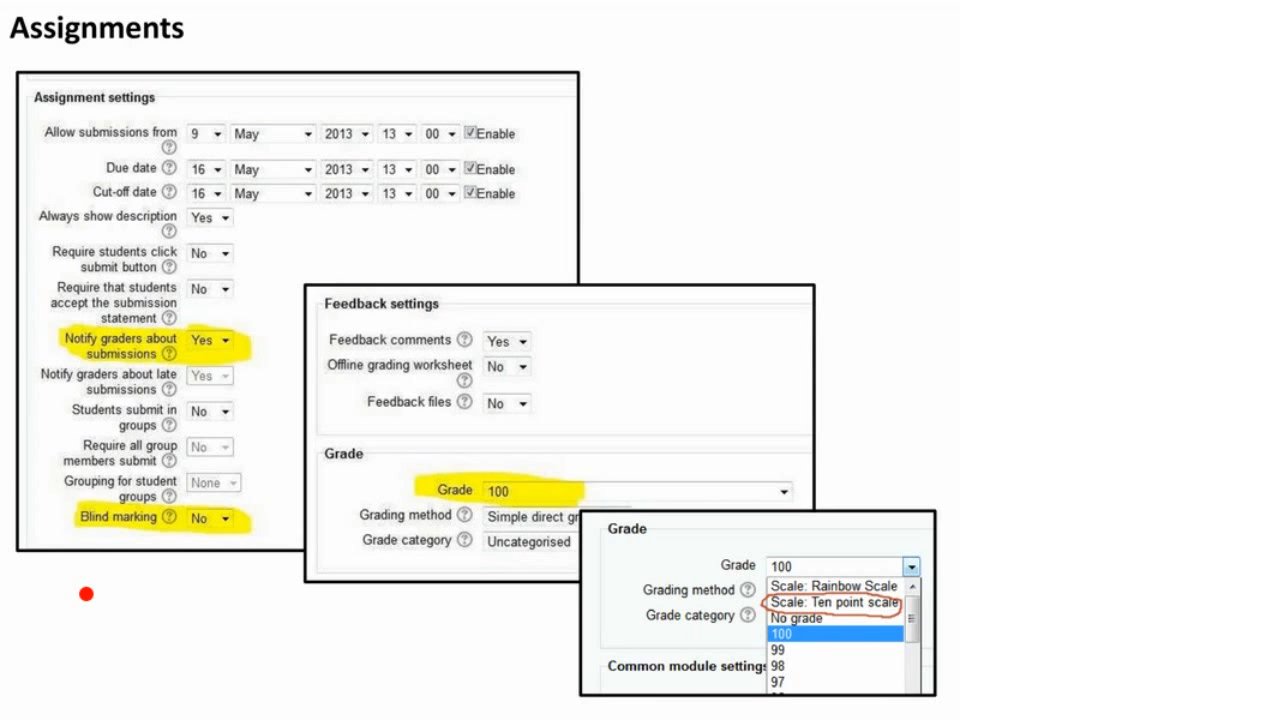 Assignments
Assignment settings
Allow submissions from 9 May 2013 13 00 Enable
Due date 16 May 2013 13 00 Enable
Cut-off date 16 May 2013 13 00 Enable
Always show description Yes
Require students click
submit button
No
Require that students
accept the submission
statement
No
Notify graders about
submissions
Yes
Notify graders about late
submissions
Yes
Students submit in
groups
No
Require all group
members submit
No
Grouping for student
groups
None
Blind marking No
Feedback settings
Feedback comments Yes
Offline grading worksheet No
Feedback files No
Grade
Grade 100
Grading method Simple direct gr
Grade category Uncategorised
Grade
Grade 100
Grading method
Grade category
Scale: Rainbow Scale
Scale: Ten point scale
No grade
100
99
98
97
Common module settings